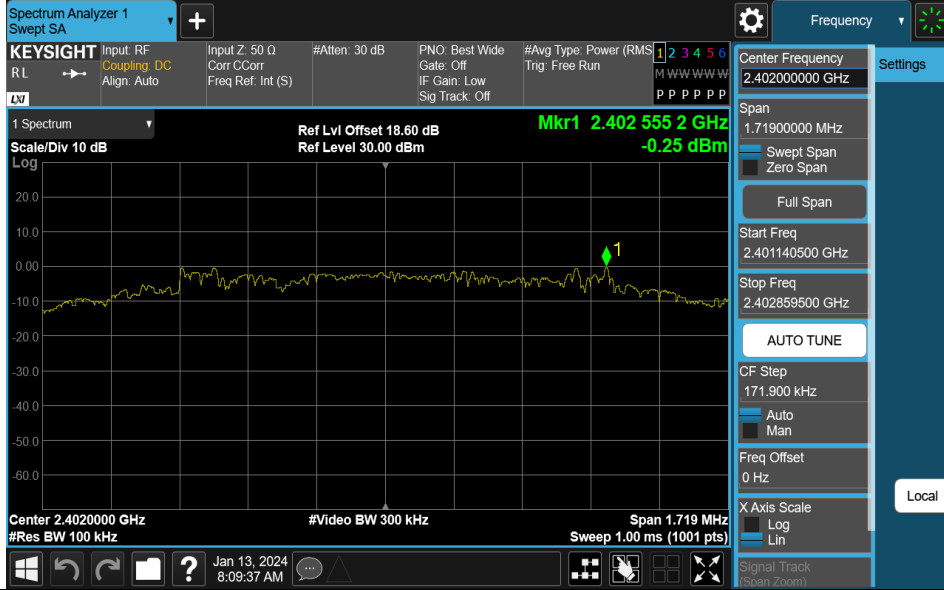 Spectrum Analyzer 1
Swept SA
+
Frequency
KEYSIGHT
R L
LXI
Input: RF
Coupling: DC
Align: Auto
Input Z: 50 Ω
Corr CCorr
Freq Ref: Int (S)
#Atten: 30 dB
PNO: Best Wide
Gate: Off
IF Gain: Low
Sig Track: Off
#Avg Type: Power (RMS
Trig: Free Run
1 2 3 4 5 6
M W W W W W
P P P P P P
1 Spectrum
Scale/Div 10 dB
Log
Ref Lvl Offset 18.60 dB
Ref Level 30.00 dBm
Mkr1 2.402 555 2 GHz
-0.25 dBm
20.0
10.0
0.00
-10.0
-20.0
-30.0
-40.0
-50.0
-60.0
1
Center 2.4020000 GHz
#Res BW 100 kHz
#Video BW 300 kHz
Span 1.719 MHz
Sweep 1.00 ms (1001 pts)
Jan 13, 2024
8:09:37 AM
?
Center Frequency
2.402000000 GHz
Span
1.71900000 MHz
Swept Span
Zero Span
Full Span
Start Freq
2.401140500 GHz
Stop Freq
2.402859500 GHz
AUTO TUNE
CF Step
171.900 kHz
Auto
Man
Freq Offset
0 Hz
X Axis Scale
Log
Lin
Signal Track
(Span Zoom)
Settings
Local